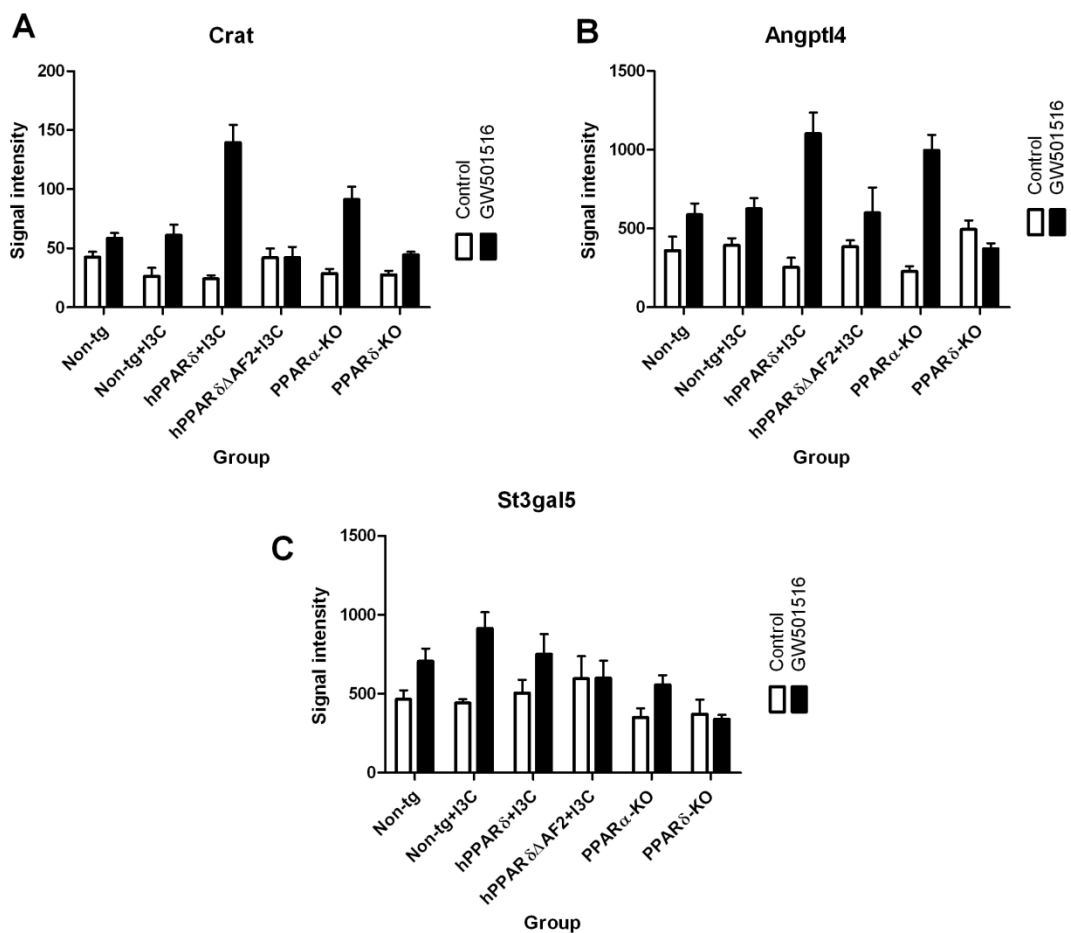 A
Crat
Signal intensity
200
150
100
50
0
Non-tg
Non-tg+I3C
hPPARδ+I3C
hPPARδΔAF2+I3C
PPARα-KO
PPARδ-KO
Group
Control
GW501516
B
Angptl4
Signal intensity
1500
1000
500
0
Non-tg
Non-tg+I3C
hPPARδ+I3C
hPPARδΔAF2+I3C
PPARα-KO
PPARδ-KO
Group
Control
GW501516
C
St3gal5
Signal intensity
1500
1000
500
0
Non-tg
Non-tg+I3C
hPPARδ+I3C
hPPARδΔAF2+I3C
PPARα-KO
PPARδ-KO
Group
Control
GW501516